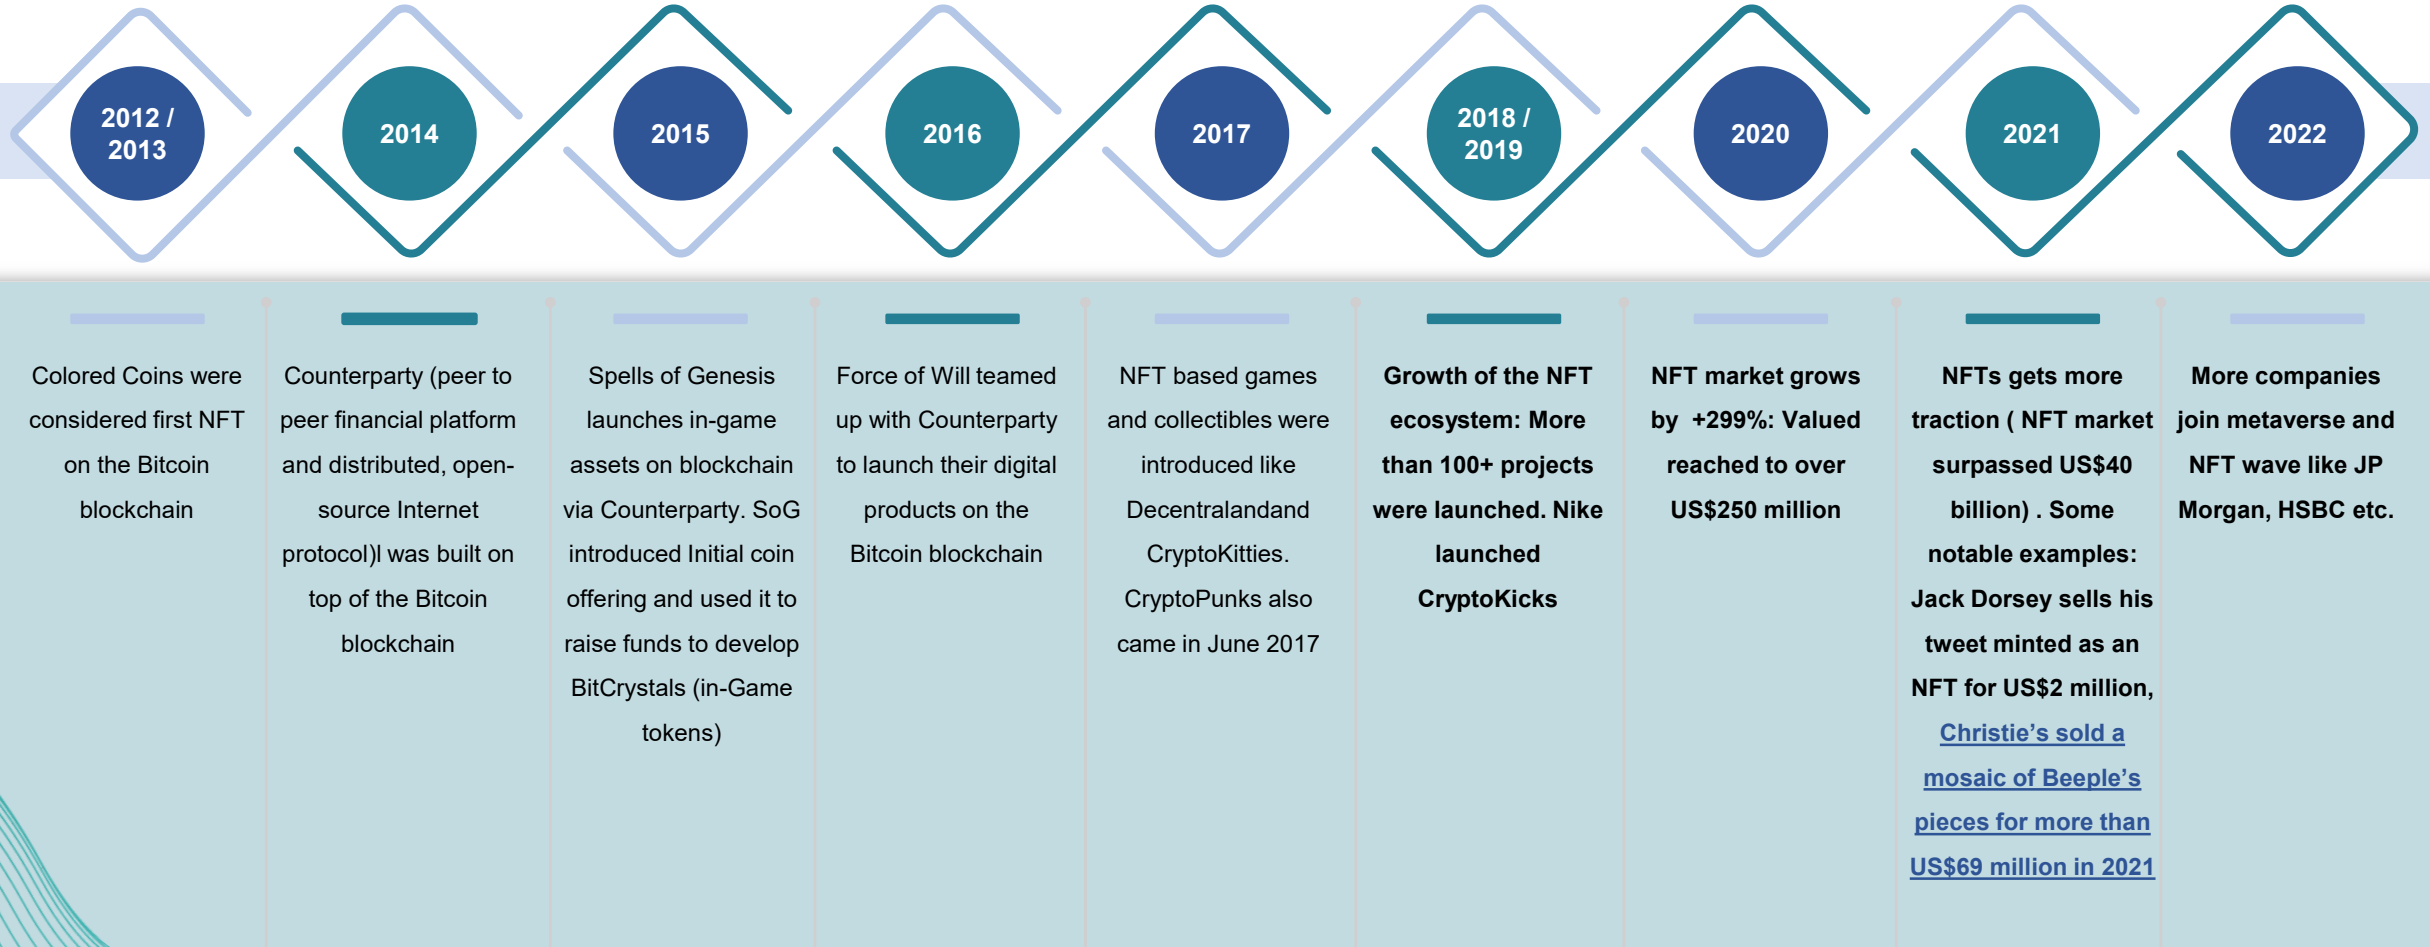 2012 /
2013
2014
2015
2016
2017
2018 /
2019
2020
2021
2022
Colored Coins were
considered first NFT
on the Bitcoin
blockchain
Counterparty (peer to
peer financial platform
and distributed, open-
source Internet
protocol)l was built on
top of the Bitcoin
blockchain
Spells of Genesis
launches in-game
assets on blockchain
via Counterparty. SoG
introduced Initial coin
offering and used it to
raise funds to develop
BitCrystals (in-Game
tokens)
Force of Will teamed
up with Counterparty
to launch their digital
products on the
Bitcoin blockchain
NFT based games
and collectibles were
introduced like
Decentralandand
CryptoKitties.
CryptoPunks also
came in June 2017
Growth of the NFT
ecosystem: More
than 100+ projects
were launched. Nike
launched
CryptoKicks
NFT market grows
by  +299%: Valued
reached to over
US$250 million
NFTs gets more
traction ( NFT market
surpassed US$40
billion) . Some
notable examples:
Jack Dorsey sells his
tweet minted as an
NFT for US$2 million,
Christie’s sold a
mosaic of Beeple’s
pieces for more than
US$69 million in 2021
More companies
join metaverse and
NFT wave like JP
Morgan, HSBC etc.